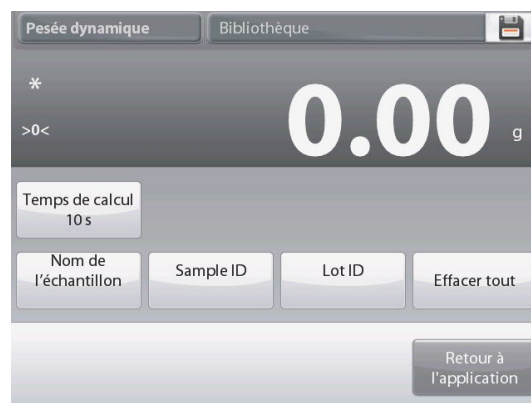 Pesée dynamique
Bibliothèque
*
>0<
0.00 g
Temps de calcul
10 s
Nom de
l'échantillon
Sample ID
Lot ID
Effacer tout
Retour à
l'application